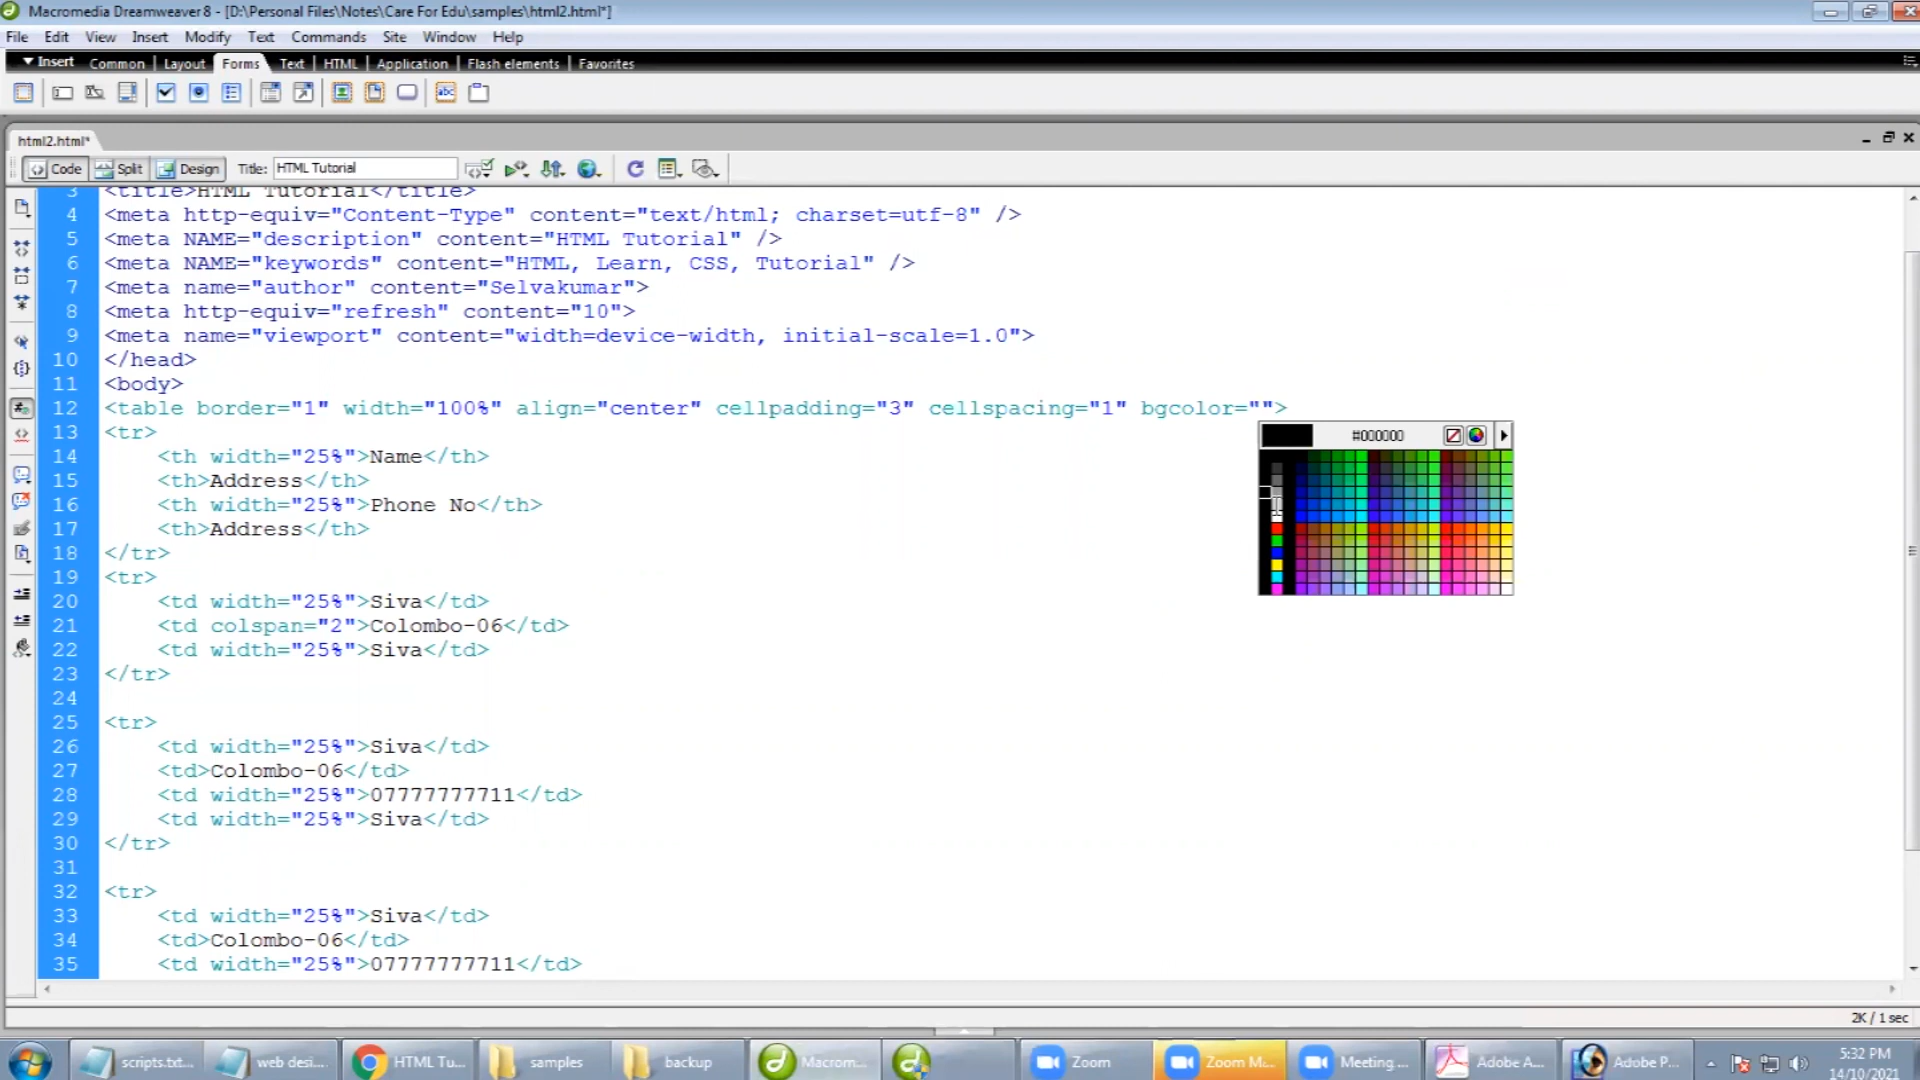 Macromedia Dreamweaver 8 - [D:\Personal Files\Notes\Care For Edu\samples\html2.html*]
File Edit View Insert Modify Text Commands Site Window Help
▼ Insert Common Layout Forms Text HTML Application Flash elements Favorites
html2.html*
Code Split Design Title: HTML Tutorial
3 <title>HTML Tutorial</title>
4 <meta http-equiv="Content-Type" content="text/html; charset=utf-8" />
5 <meta NAME="description" content="HTML Tutorial" />
6 <meta NAME="keywords" content="HTML, Learn, CSS, Tutorial" />
7 <meta name="author" content="Selvakumar">
8 <meta http-equiv="refresh" content="10">
9 <meta name="viewport" content="width=device-width, initial-scale=1.0">
10 </head>
11 <body>
12 <table border="1" width="100%" align="center" cellpadding="3" cellspacing="1" bgcolor="">
#000000
13 <tr>
14 <th width="25%">Name</th>
15 <th>Address</th>
16 <th width="25%">Phone No</th>
17 <th>Address</th>
18 </tr>
19 <tr>
20 <td width="25%">Siva</td>
21 <td colspan="2">Colombo-06</td>
22 <td width="25%">Siva</td>
23 </tr>
24
25 <tr>
26 <td width="25%">Siva</td>
27 <td>Colombo-06</td>
28 <td width="25%">07777777711</td>
29 <td width="25%">Siva</td>
30 </tr>
31
32 <tr>
33 <td width="25%">Siva</td>
34 <td>Colombo-06</td>
35 <td width="25%">07777777711</td>
2K / 1 sec
scripts.txt... web desi... HTML Tu... samples backup Macrom... Zoom Zoom M... Meeting ... Adobe A... Adobe P... 5:32 PM
14/10/2021